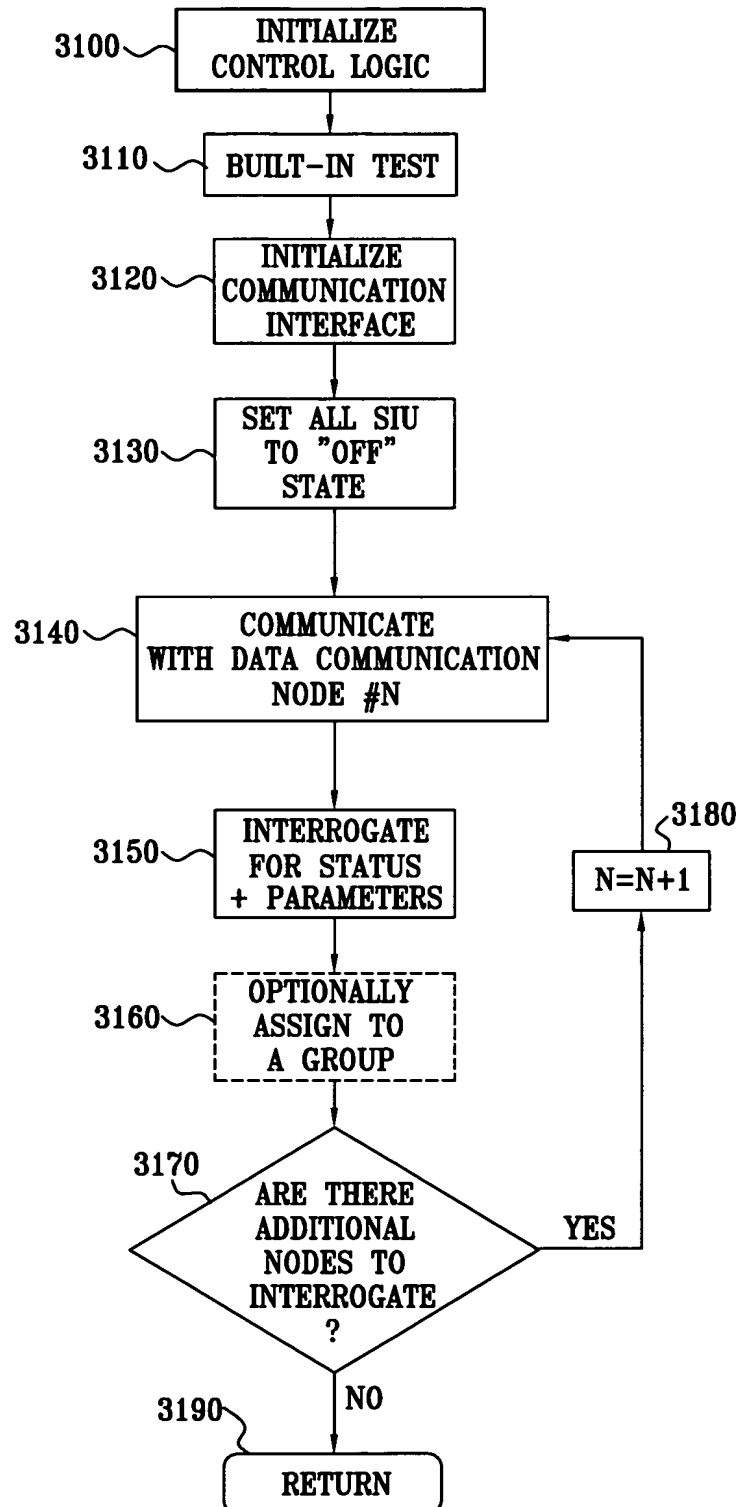 3100
INITIALIZE
CONTROL LOGIC
3110
BUILT-IN TEST
3120
INITIALIZE
COMMUNICATION
INTERFACE
3130
SET ALL SIU
TO "OFF"
STATE
3140
COMMUNICATE
WITH DATA COMMUNICATION
NODE #N
3150
INTERROGATE
FOR STATUS
+ PARAMETERS
3180
N=N+1
3160
OPTIONALLY
ASSIGN TO
A GROUP
3170
ARE THERE
ADDITIONAL
NODES TO
INTERROGATE
?
YES
NO
3190
RETURN